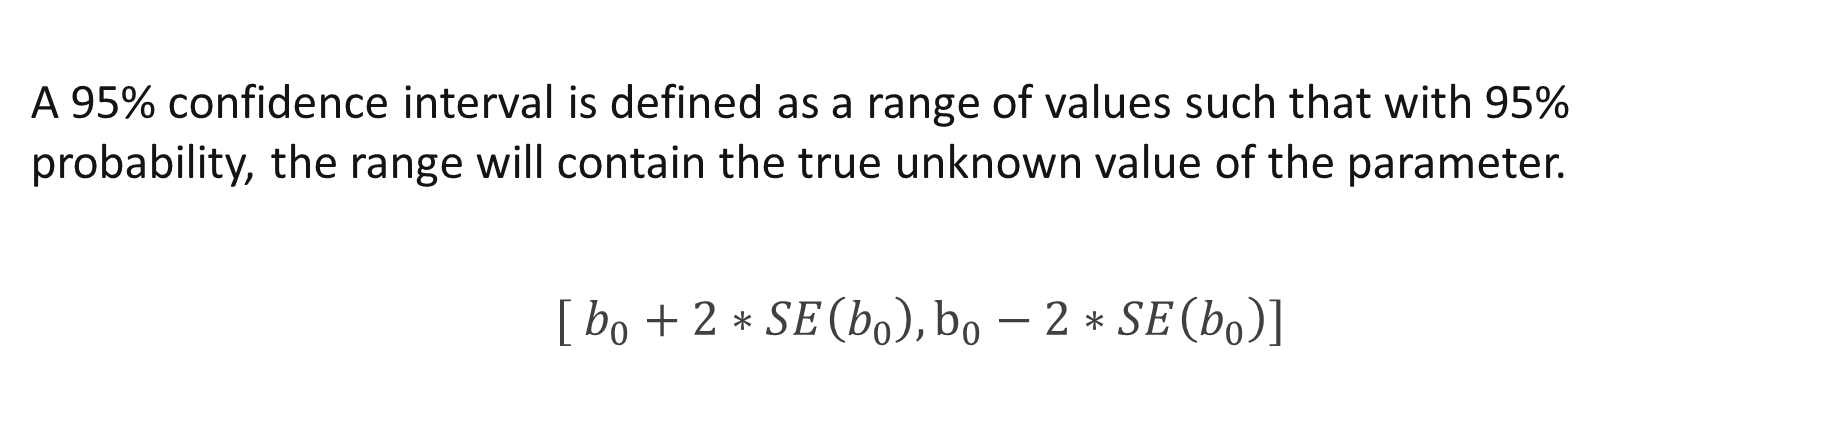 A 95% confidence interval is defined as a range of values such that with 95%
probability, the range will contain the true unknown value of the parameter.
[ b₀ + 2 ∗ SE(b₀), b₀ − 2 ∗ SE(b₀)]